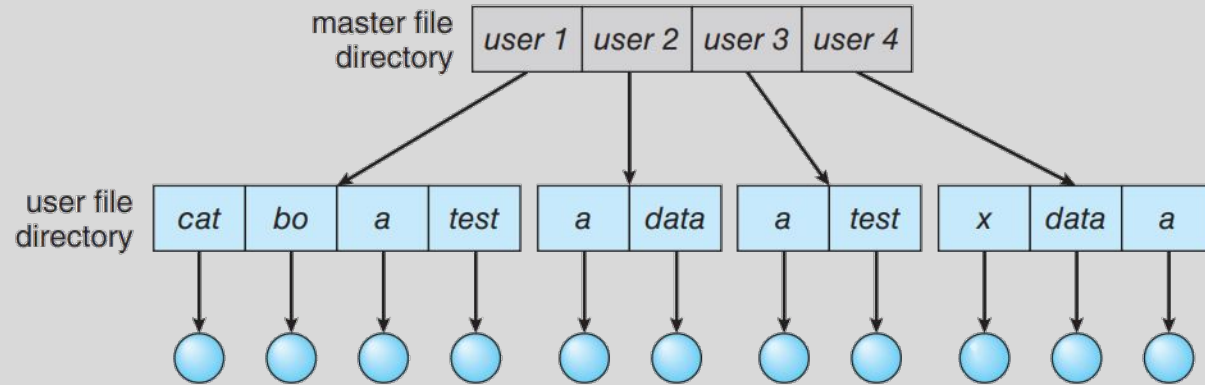 master file
directory
user 1 user 2 user 3 user 4
user file
directory
cat bo a test a data a test x data a